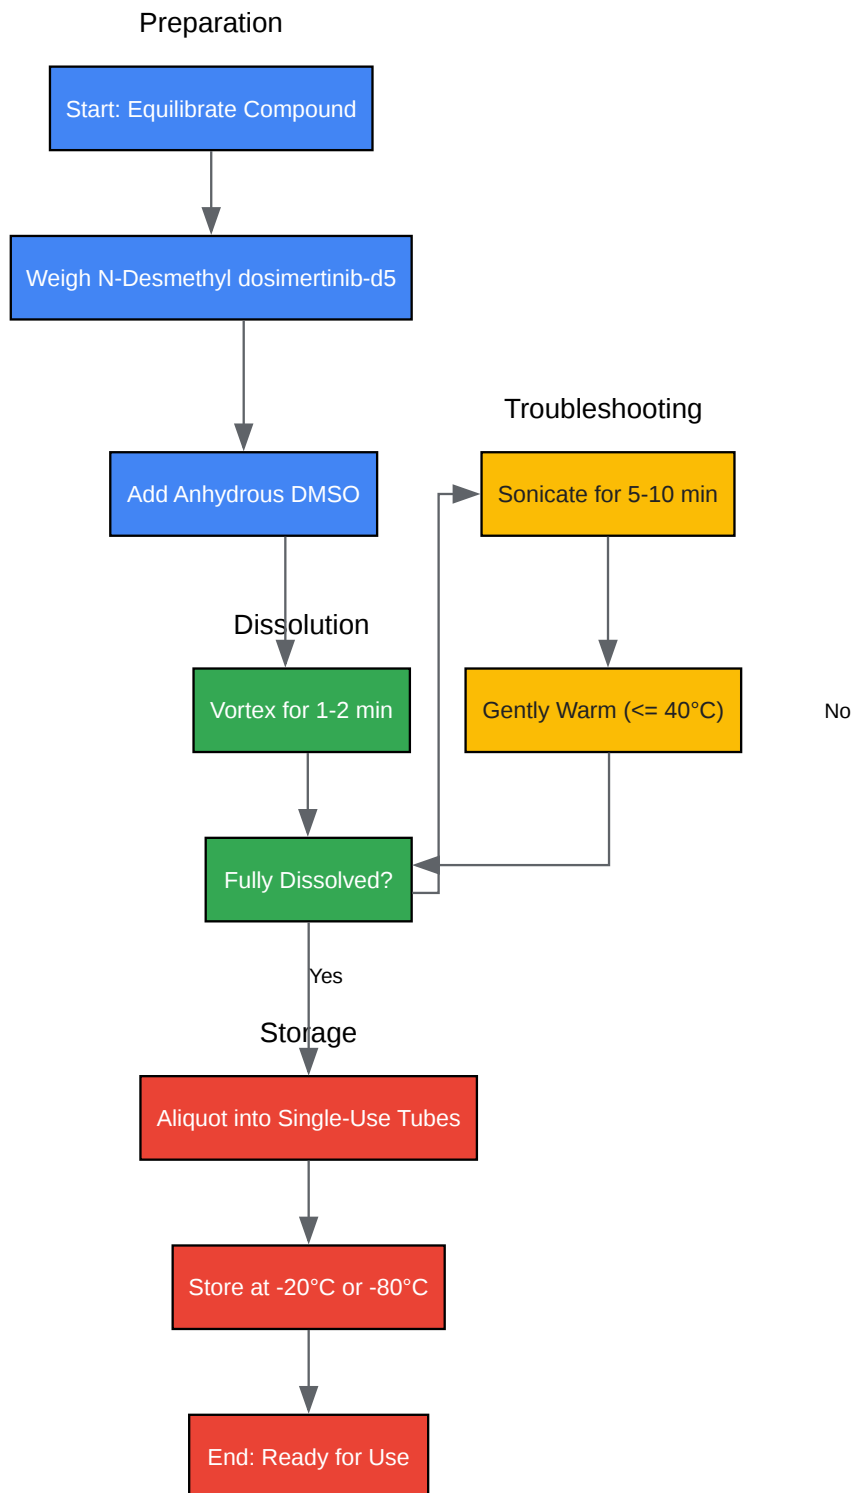 Preparation
Start: Equilibrate Compound
Weigh N-Desmethyl dosimertinib-d5
Add Anhydrous DMSO
Troubleshooting
Sonicate for 5-10 min
Dissolution
Vortex for 1-2 min
Gently Warm (<= 40°C)
No
Fully Dissolved?
Yes
Storage
Aliquot into Single-Use Tubes
Store at -20°C or -80°C
End: Ready for Use